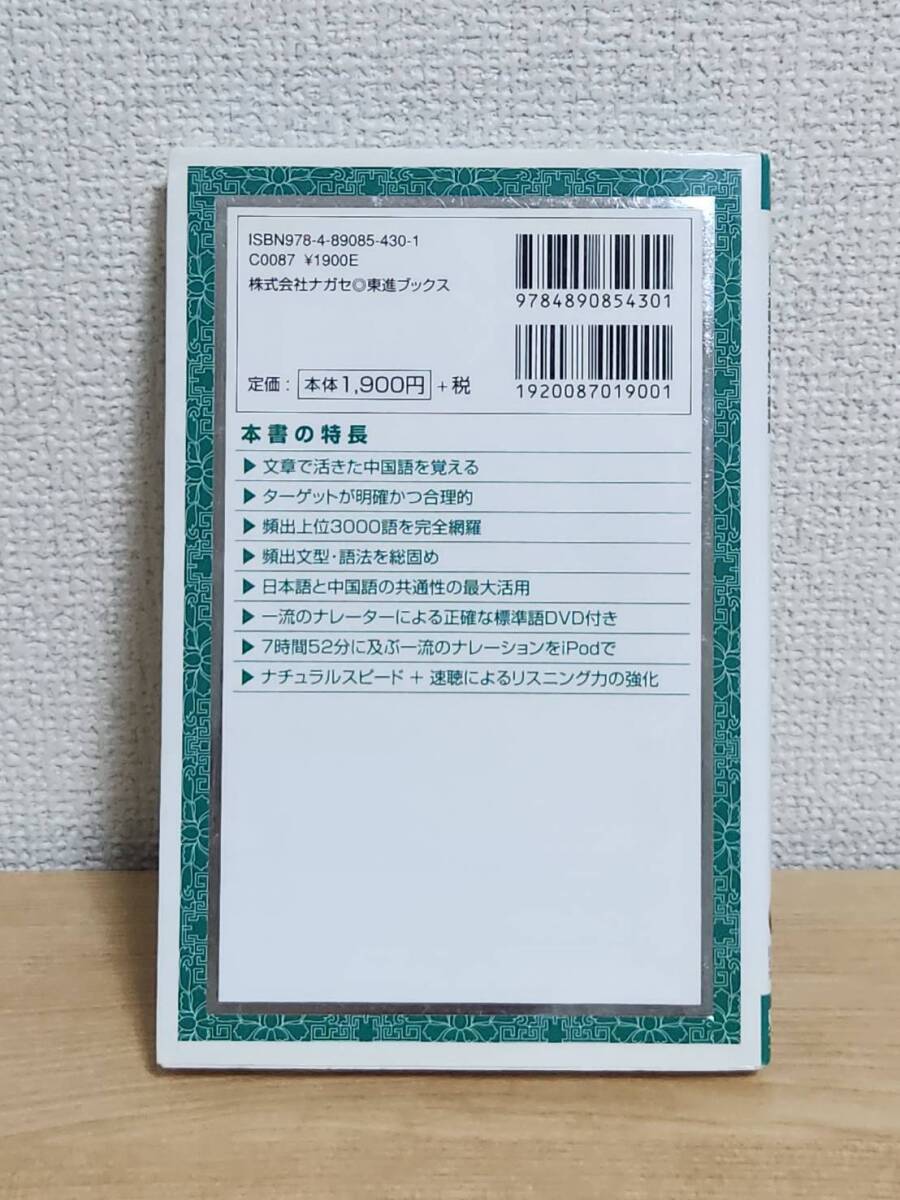 ISBN978-4-89085-430-1
C0087 ¥1900E
株式会社ナガセ◎東進ブックス
9784890854301
定価：本体1,900円+税
1920087019001
本書の特長
▶文章で活きた中国語を覚える
▶ターゲットが明確かつ合理的
▶頻出上位3000語を完全網羅
▶頻出文型・語法を総固め
▶日本語と中国語の共通性の最大活用
▶一流のナレーターによる正確な標準語DVD付き
▶7時間52分に及ぶ一流のナレーションをiPodで
▶ナチュラルスピード + 速聴によるリスニング力の強化